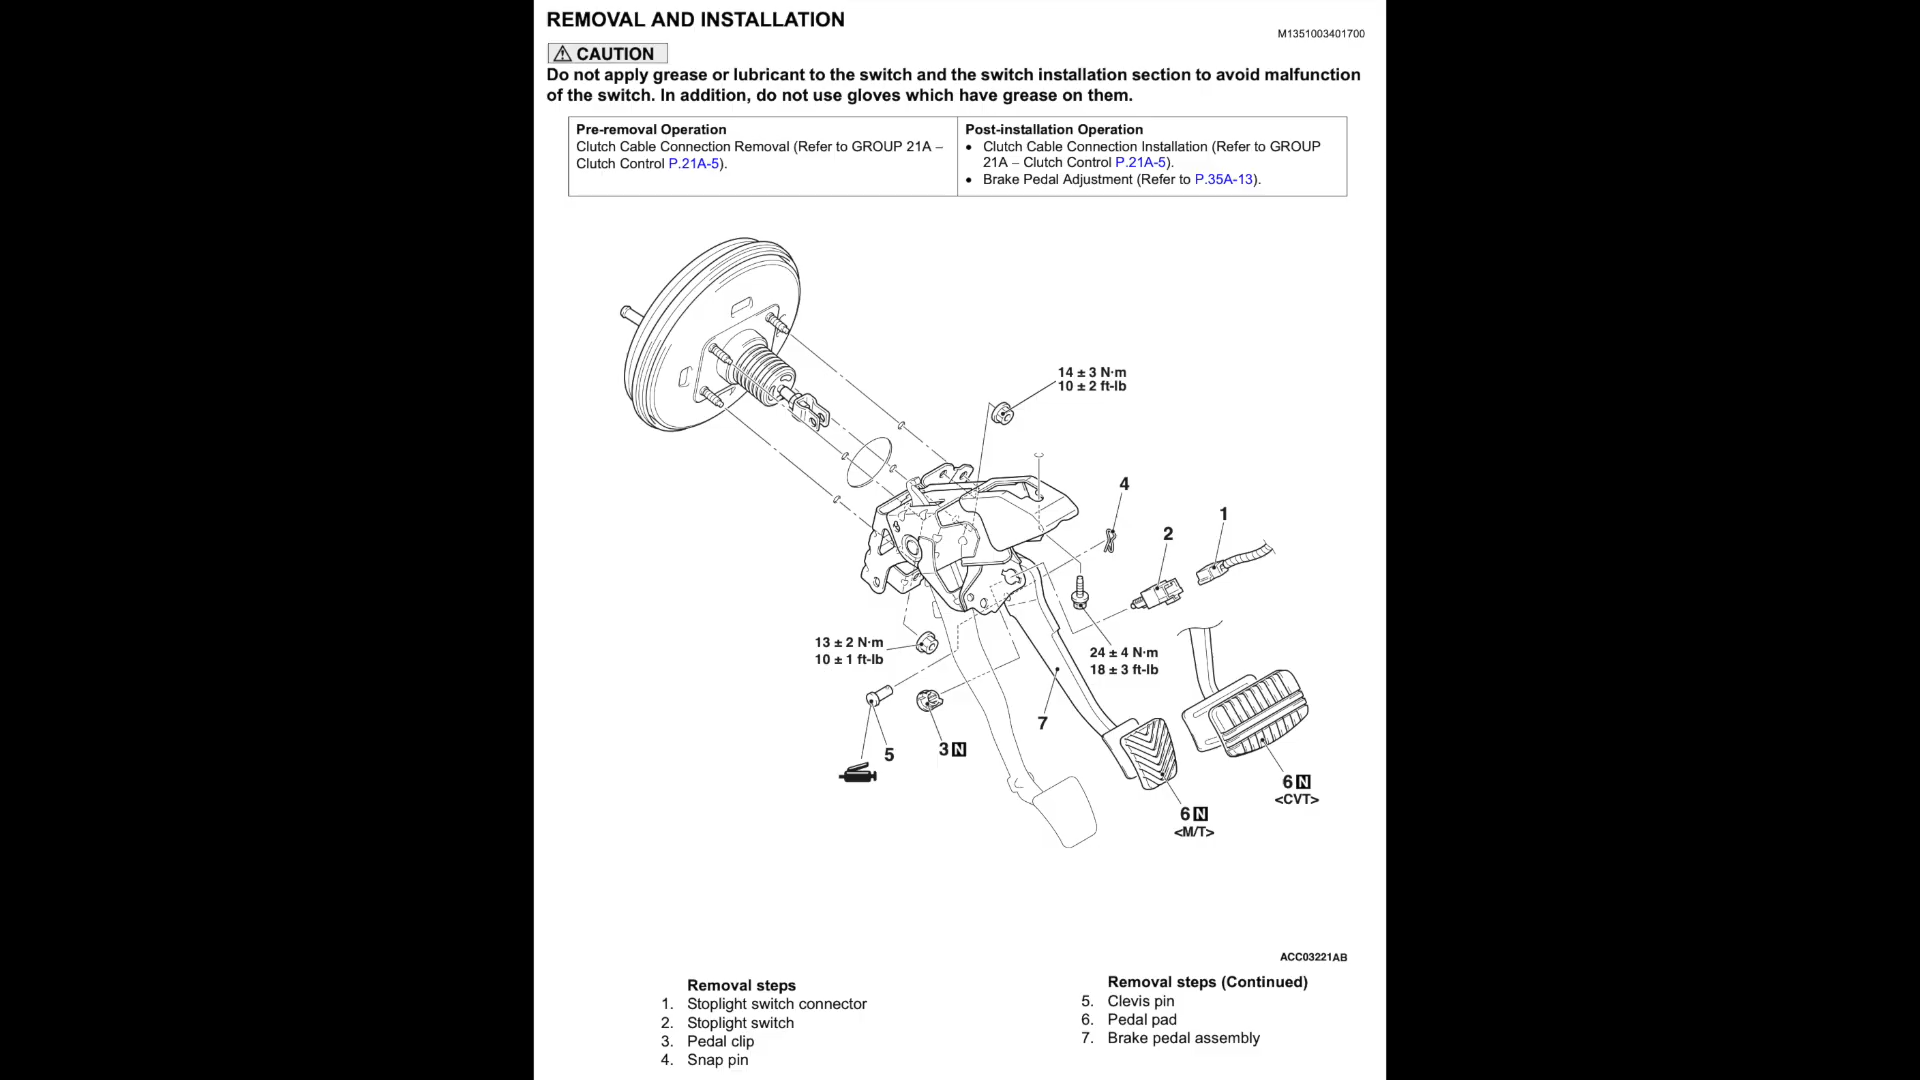 REMOVAL AND INSTALLATION
M1351003401700
CAUTION
Do not apply grease or lubricant to the switch and the switch installation section to avoid malfunction
of the switch. In addition, do not use gloves which have grease on them.
Pre-removal Operation
Clutch Cable Connection Removal (Refer to GROUP 21A –
Clutch Control P.21A-5).
Post-installation Operation
• Clutch Cable Connection Installation (Refer to GROUP
21A – Clutch Control P.21A-5).
• Brake Pedal Adjustment (Refer to P.35A-13).
14 ± 3 N·m
10 ± 2 ft-lb
4
1
2
13 ± 2 N·m
10 ± 1 ft-lb
24 ± 4 N·m
18 ± 3 ft-lb
7
5
3 N
6 N
<CVT>
6 N
<M/T>
ACC03221AB
Removal steps
1. Stoplight switch connector
2. Stoplight switch
3. Pedal clip
4. Snap pin
Removal steps (Continued)
5. Clevis pin
6. Pedal pad
7. Brake pedal assembly